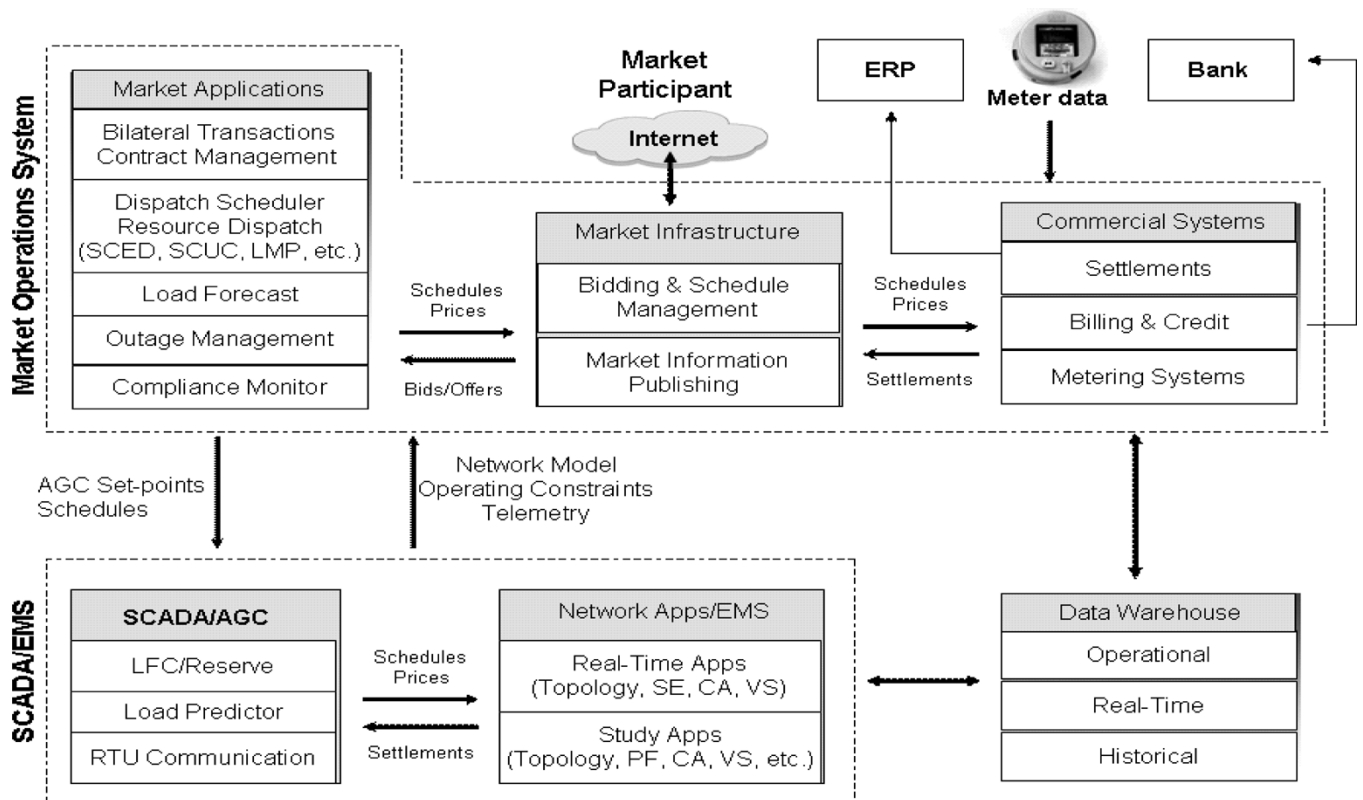 Market Operations System
Market Applications
Bilateral Transactions
Contract Management
Dispatch Scheduler
Resource Dispatch
(SCED, SCUC, LMP, etc.)
Load Forecast
Outage Management
Compliance Monitor
Schedules
Prices
Bids/Offers
Market
Participant
Internet
Market Infrastructure
Bidding & Schedule
Management
Market Information
Publishing
Schedules
Prices
Settlements
ERP
Meter data
Bank
Commercial Systems
Settlements
Billing & Credit
Metering Systems
AGC Set-points
Schedules
Network Model
Operating Constraints
Telemetry
SCADA/EMS
SCADA/AGC
LFC/Reserve
Load Predictor
RTU Communication
Schedules
Prices
Settlements
Network Apps/EMS
Real-Time Apps
(Topology, SE, CA, VS)
Study Apps
(Topology, PF, CA, VS, etc.)
Data Warehouse
Operational
Real-Time
Historical